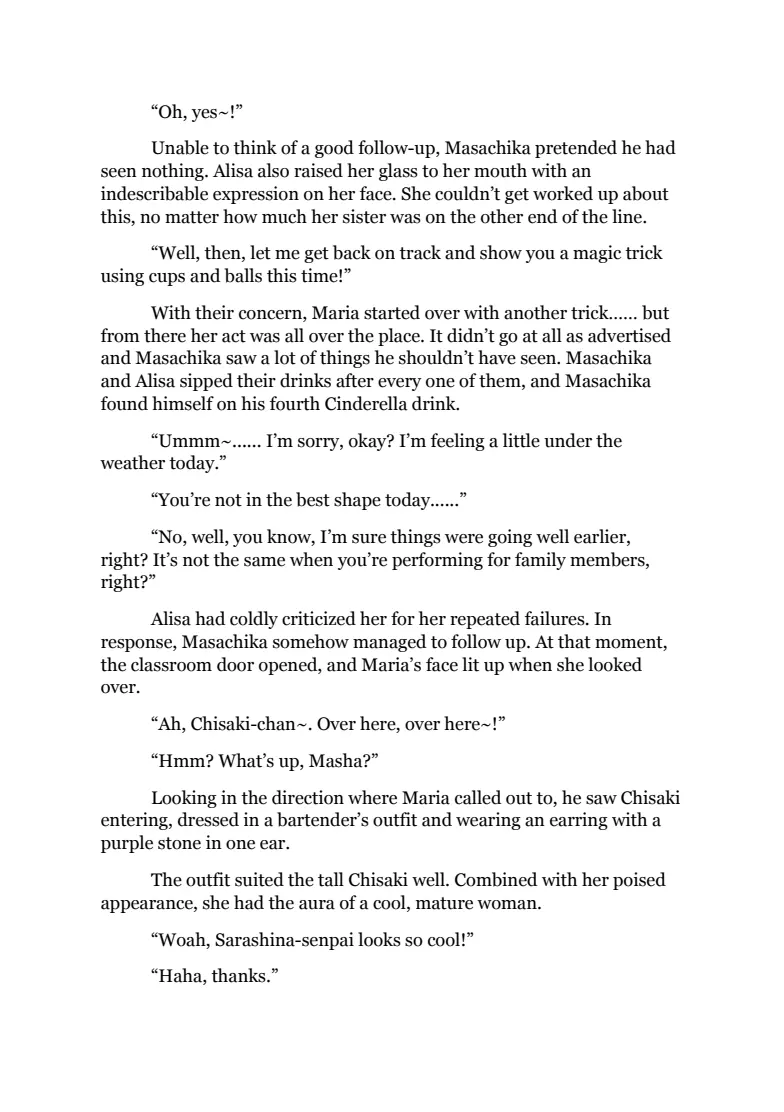 “Oh, yes~!”
Unable to think of a good follow-up, Masachika pretended he had
seen nothing. Alisa also raised her glass to her mouth with an
indescribable expression on her face. She couldn’t get worked up about
this, no matter how much her sister was on the other end of the line.
“Well, then, let me get back on track and show you a magic trick
using cups and balls this time!”
With their concern, Maria started over with another trick...... but
from there her act was all over the place. It didn’t go at all as advertised
and Masachika saw a lot of things he shouldn’t have seen. Masachika
and Alisa sipped their drinks after every one of them, and Masachika
found himself on his fourth Cinderella drink.
“Ummm~...... I’m sorry, okay? I’m feeling a little under the
weather today.”
“You’re not in the best shape today......”
“No, well, you know, I’m sure things were going well earlier,
right? It’s not the same when you’re performing for family members,
right?”
Alisa had coldly criticized her for her repeated failures. In
response, Masachika somehow managed to follow up. At that moment,
the classroom door opened, and Maria’s face lit up when she looked
over.
“Ah, Chisaki-chan~. Over here, over here~!”
“Hmm? What’s up, Masha?”
Looking in the direction where Maria called out to, he saw Chisaki
entering, dressed in a bartender’s outfit and wearing an earring with a
purple stone in one ear.
The outfit suited the tall Chisaki well. Combined with her poised
appearance, she had the aura of a cool, mature woman.
“Woah, Sarashina-senpai looks so cool!”
“Haha, thanks.”